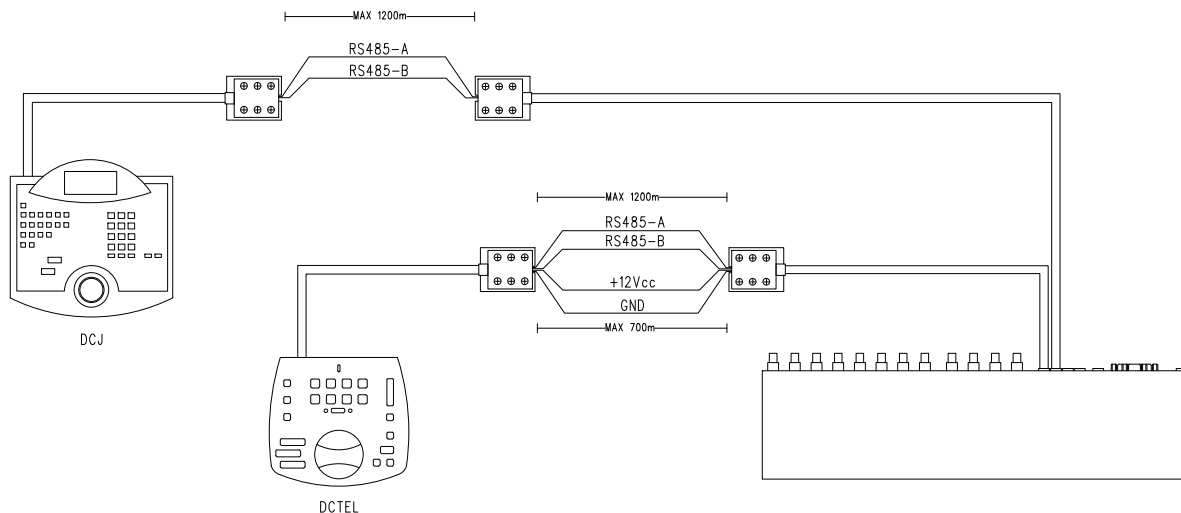 MAX 1200m
RS485-A
RS485-B
MAX 1200m
RS485-A
RS485-B
+12Vcc
GND
MAX 700m
DCJ
DCTEL